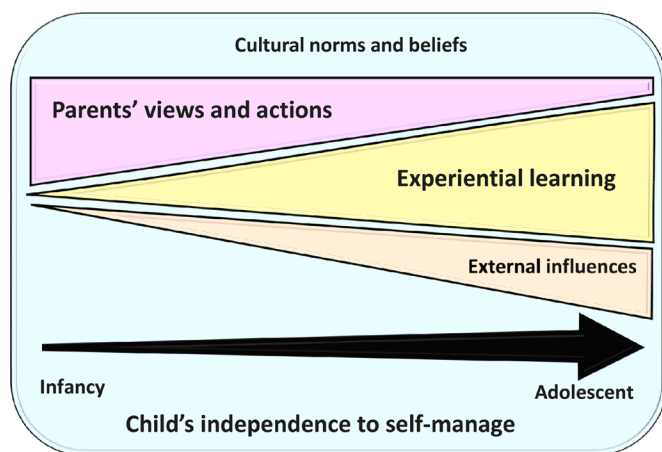 Cultural norms and beliefs
Parents’ views and actions
Experiential learning
External influences
Infancy
Adolescent
Child’s independence to self-manage